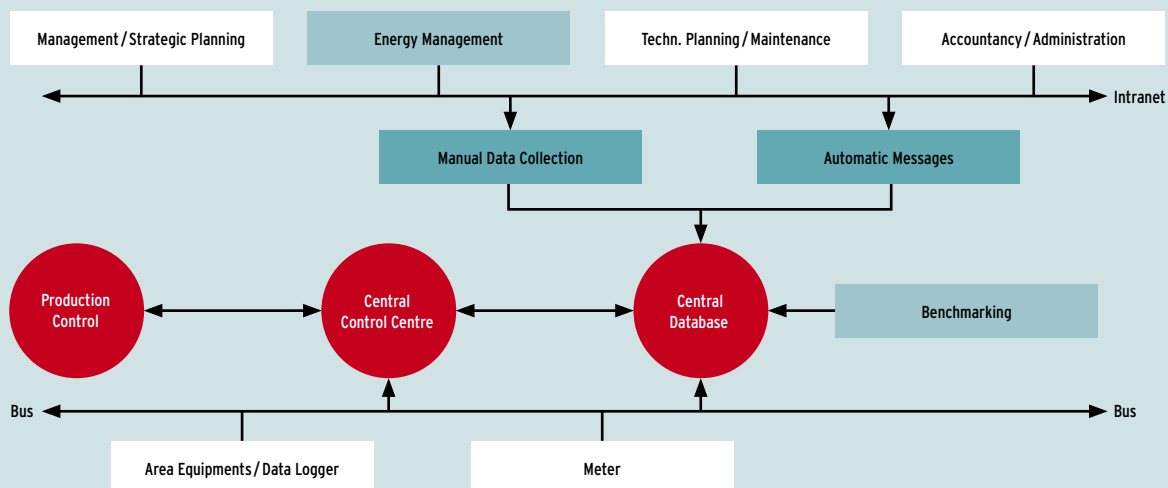 Management / Strategic Planning
Energy Management
Techn. Planning / Maintenance
Accountancy / Administration
Intranet
Manual Data Collection
Automatic Messages
Production
Control
Central
Control Centre
Central
Database
Benchmarking
Bus
Bus
Area Equipments / Data Logger
Meter